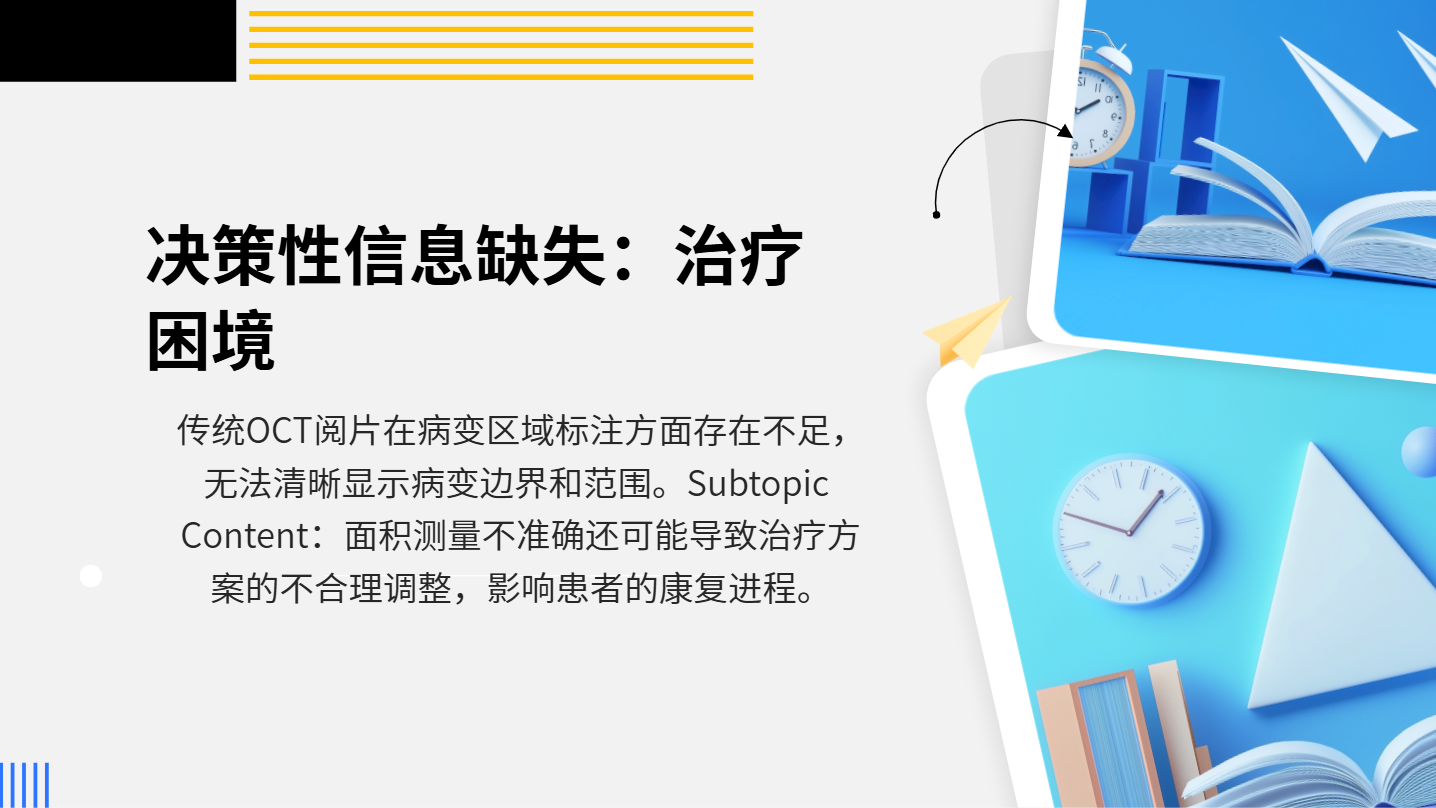 决策性信息缺失：治疗
困境
传统OCT阅片在病变区域标注方面存在不足，
无法清晰显示病变边界和范围。Subtopic
Content：面积测量不准确还可能导致治疗方
案的不合理调整，影响患者的康复进程。